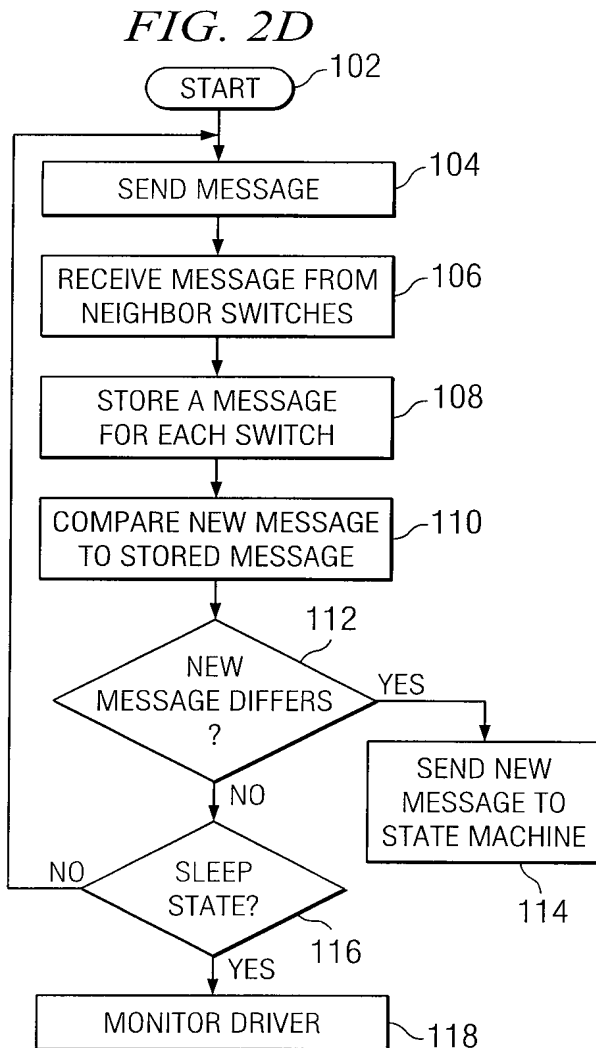 FIG. 2D
START
102
SEND MESSAGE
104
RECEIVE MESSAGE FROM
NEIGHBOR SWITCHES
106
STORE A MESSAGE
FOR EACH SWITCH
108
COMPARE NEW MESSAGE
TO STORED MESSAGE
110
112
NEW
MESSAGE DIFFERS
?
YES
SEND NEW
MESSAGE TO
STATE MACHINE
114
NO
SLEEP
STATE?
NO
116
YES
MONITOR DRIVER
118